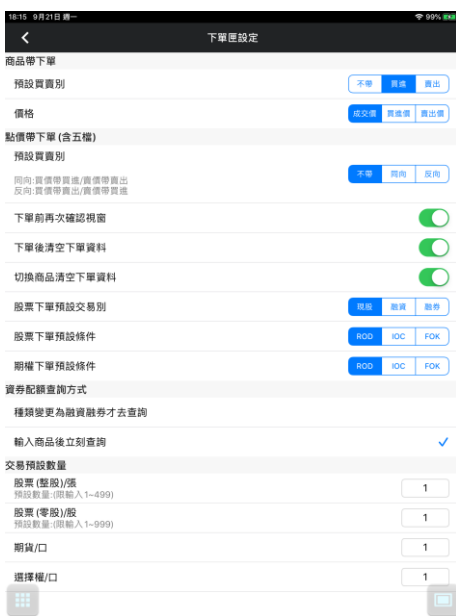 18:15 9月21日 週一 99%
下單匣設定
商品帶下單
預設買賣別 不帶 買進 賣出
價格 成交價 買進價 賣出價
點價帶下單 (含五檔)
預設買賣別
不帶 同向 反向
同向:買價帶買進/賣價帶賣出
反向:買價帶賣出/賣價帶買進
下單前再次確認視窗
下單後清空下單資料
切換商品清空下單資料
股票下單預設交易別 現股 融資 融券
股票下單預設條件 ROD IOC FOK
期權下單預設條件 ROD IOC FOK
資券配額查詢方式
種類變更為融資融券才去查詢
輸入商品後立刻查詢
交易預設數量
股票 (整股)/張 1
預設數量:(限輸入1~499)
股票 (零股)/股 1
預設數量:(限輸入1~999)
期貨/口 1
選擇權/口 1